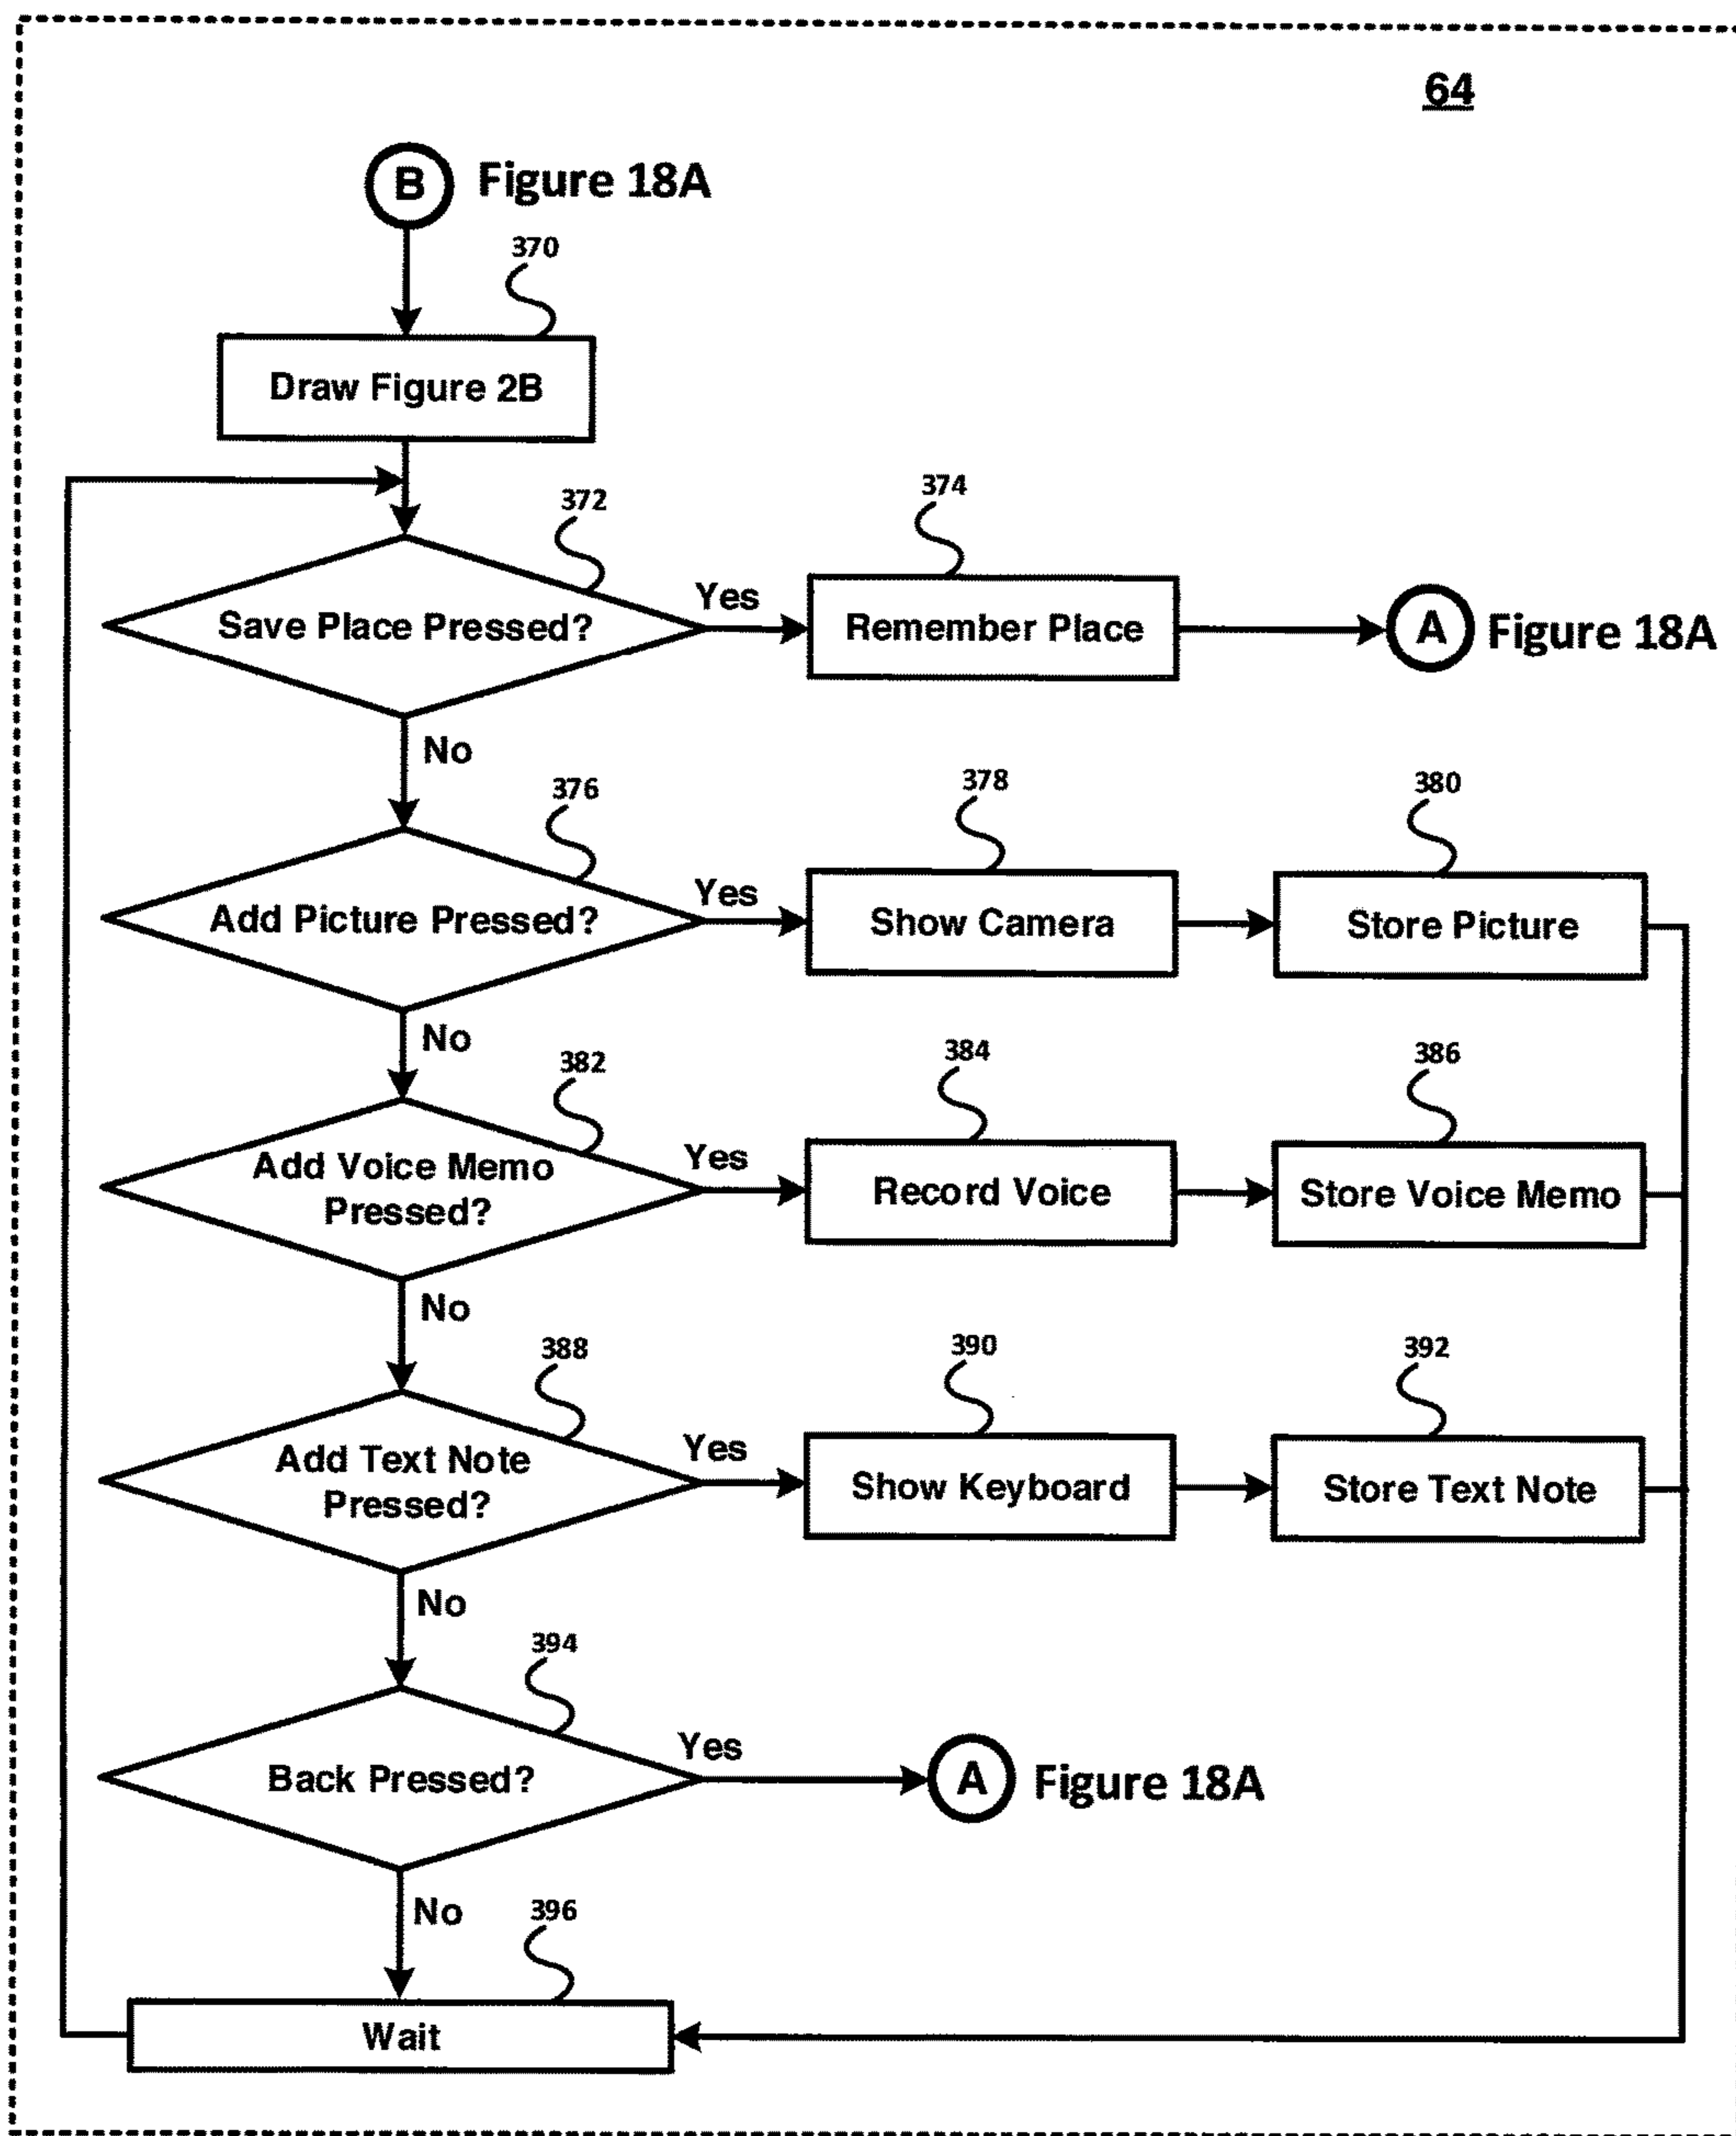 64
B Figure 18A
370
Draw Figure 2B
372
374
Save Place Pressed?
Yes
Remember Place
A Figure 18A
No
376
378
380
Add Picture Pressed?
Yes
Show Camera
Store Picture
No
382
384
386
Add Voice Memo
Pressed?
Yes
Record Voice
Store Voice Memo
No
388
390
392
Add Text Note
Pressed?
Yes
Show Keyboard
Store Text Note
No
394
Back Pressed?
Yes
A Figure 18A
No
396
Wait